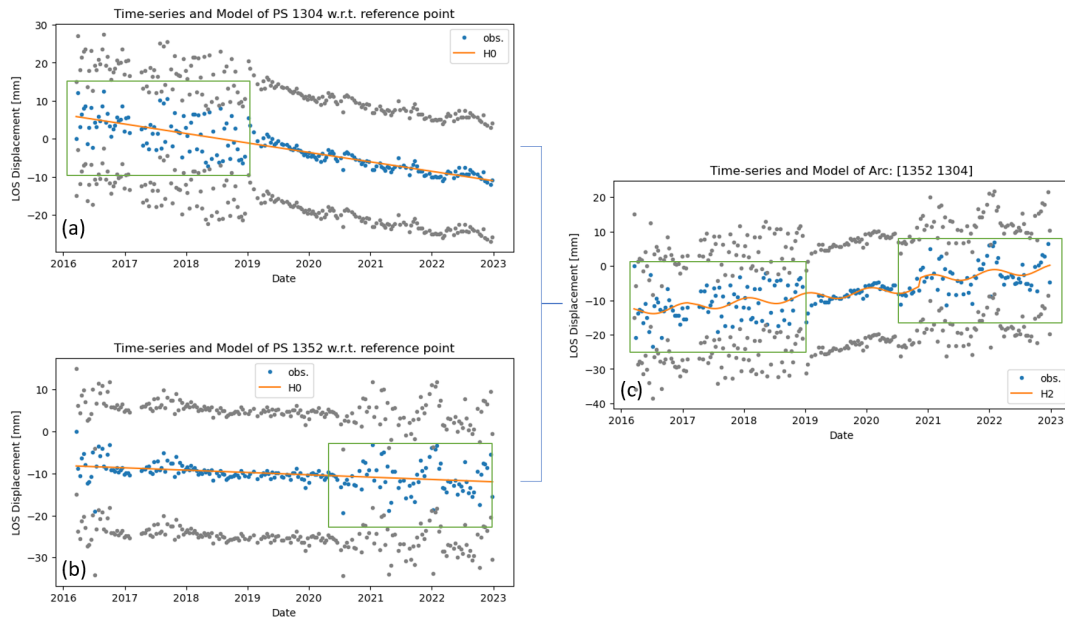 Time-series and Model of PS 1304 w.r.t. reference point
30
20
10
0
−10
−20
LOS Displacement [mm]
obs.
H0
(a)
2016 2017 2018 2019 2020 2021 2022 2023
Date
Time-series and Model of PS 1352 w.r.t. reference point
10
0
−10
−20
−30
LOS Displacement [mm]
obs.
H0
(b)
2016 2017 2018 2019 2020 2021 2022 2023
Date
Time-series and Model of Arc: [1352 1304]
20
10
0
−10
−20
−30
−40
LOS Displacement [mm]
obs.
H2
(c)
2016 2017 2018 2019 2020 2021 2022 2023
Date